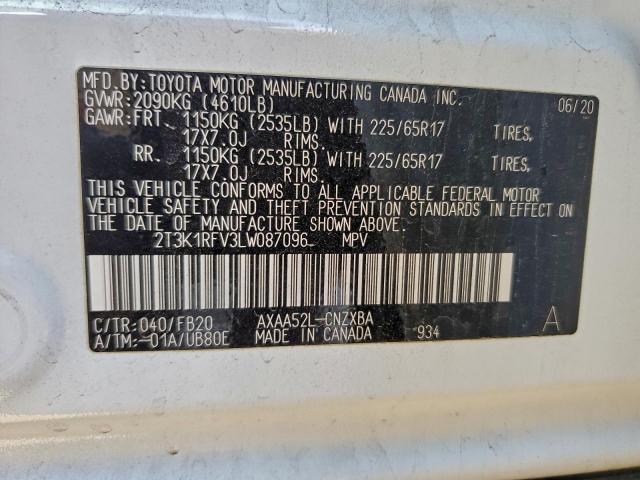 MFD. BY: TOYOTA MOTOR MANUFACTURING CANADA INC. 06/20
GVWR: 2090KG (4610LB)
GAWR: FRT. 1150KG (2535LB) WITH 225/65R17 TIRES,
17X7.0J RIMS.
RR. 1150KG (2535LB) WITH 225/65R17 TIRES,
17X7.0J RIMS.
THIS VEHICLE CONFORMS TO ALL APPLICABLE FEDERAL MOTOR
VEHICLE SAFETY AND THEFT PREVENTION STANDARDS IN EFFECT ON
THE DATE OF MANUFACTURE SHOWN ABOVE.
2T3K1RFV3LW087096 MPV
C/TR: 040/FB20 AXAA52L-CNZXBA A
A/TM: -01A/UB80E MADE IN CANADA 934